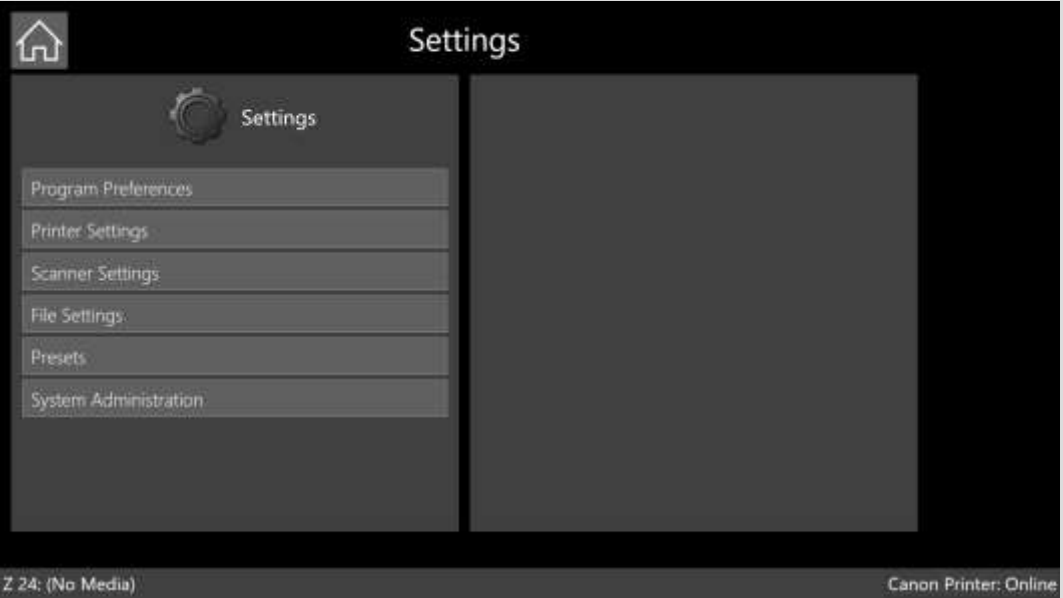 Settings
Settings
Program Preferences
Printer Settings
Scanner Settings
File Settings
Presets
System Administration
Z 24: (No Media)
Canon Printer: Online